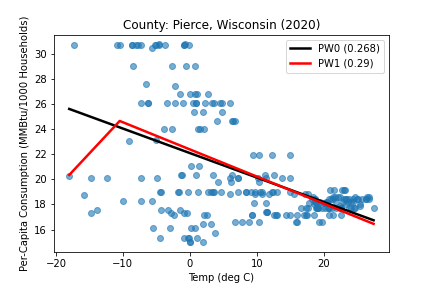 County: Pierce, Wisconsin (2020)
PW0 (0.268)
PW1 (0.29)
Per-Capita Consumption (MMBtu/1000 Households)
30
28
26
24
22
20
18
16
−20
−10
0
10
20
Temp (deg C)